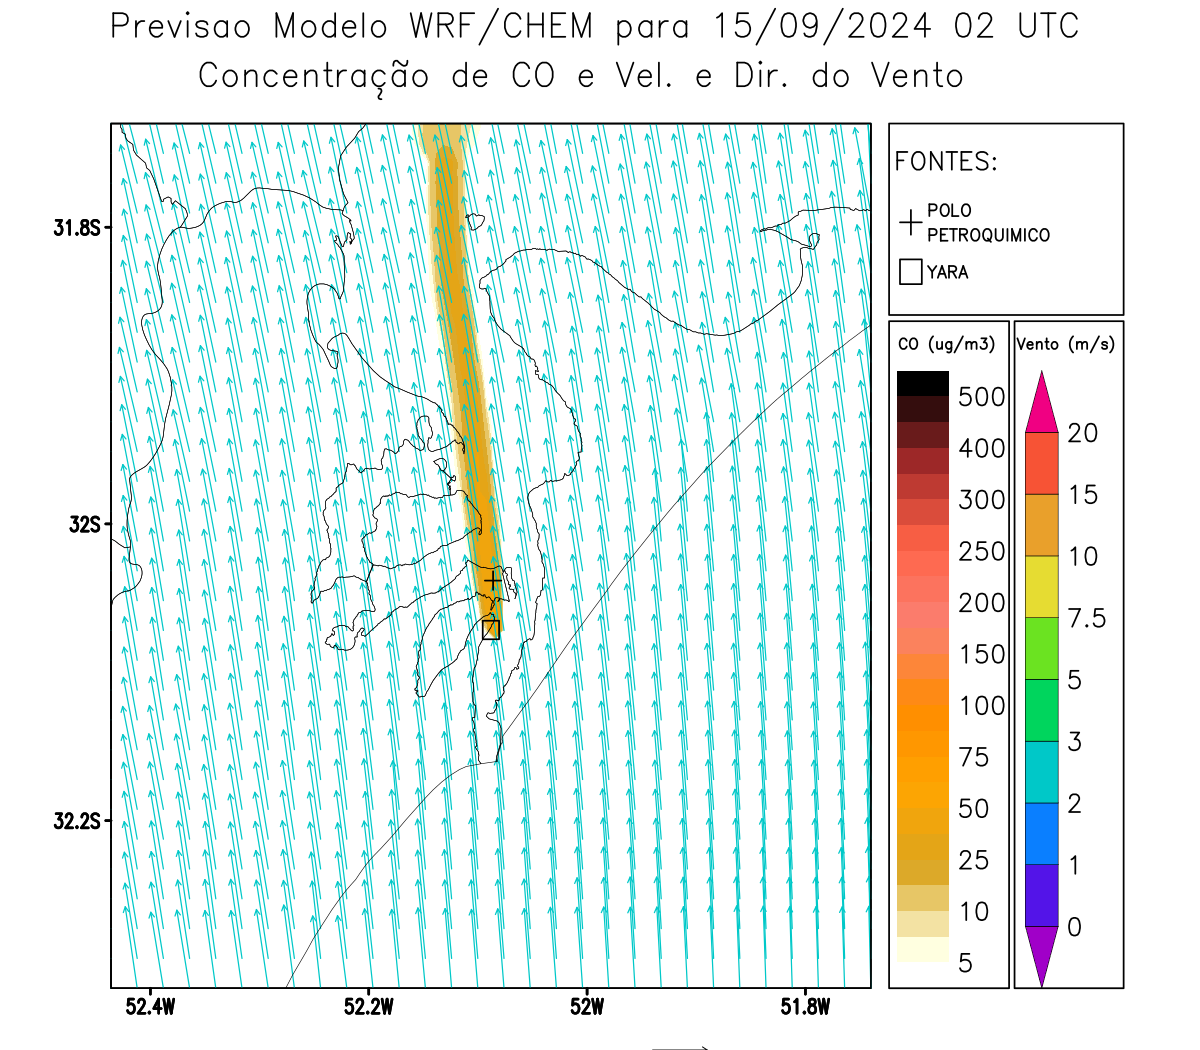 Previsao Modelo WRF/CHEM para 15/09/2024 02 UTC
Concentração de CO e Vel. e Dir. do Vento
FONTES:
POLO
PETROQUIMICO
YARA
CO (ug/m3)
500
400
300
250
200
150
100
75
50
25
10
5
Vento (m/s)
20
15
10
7.5
5
3
2
1
0
31.8S
32S
32.2S
52.4W
52.2W
52W
51.8W